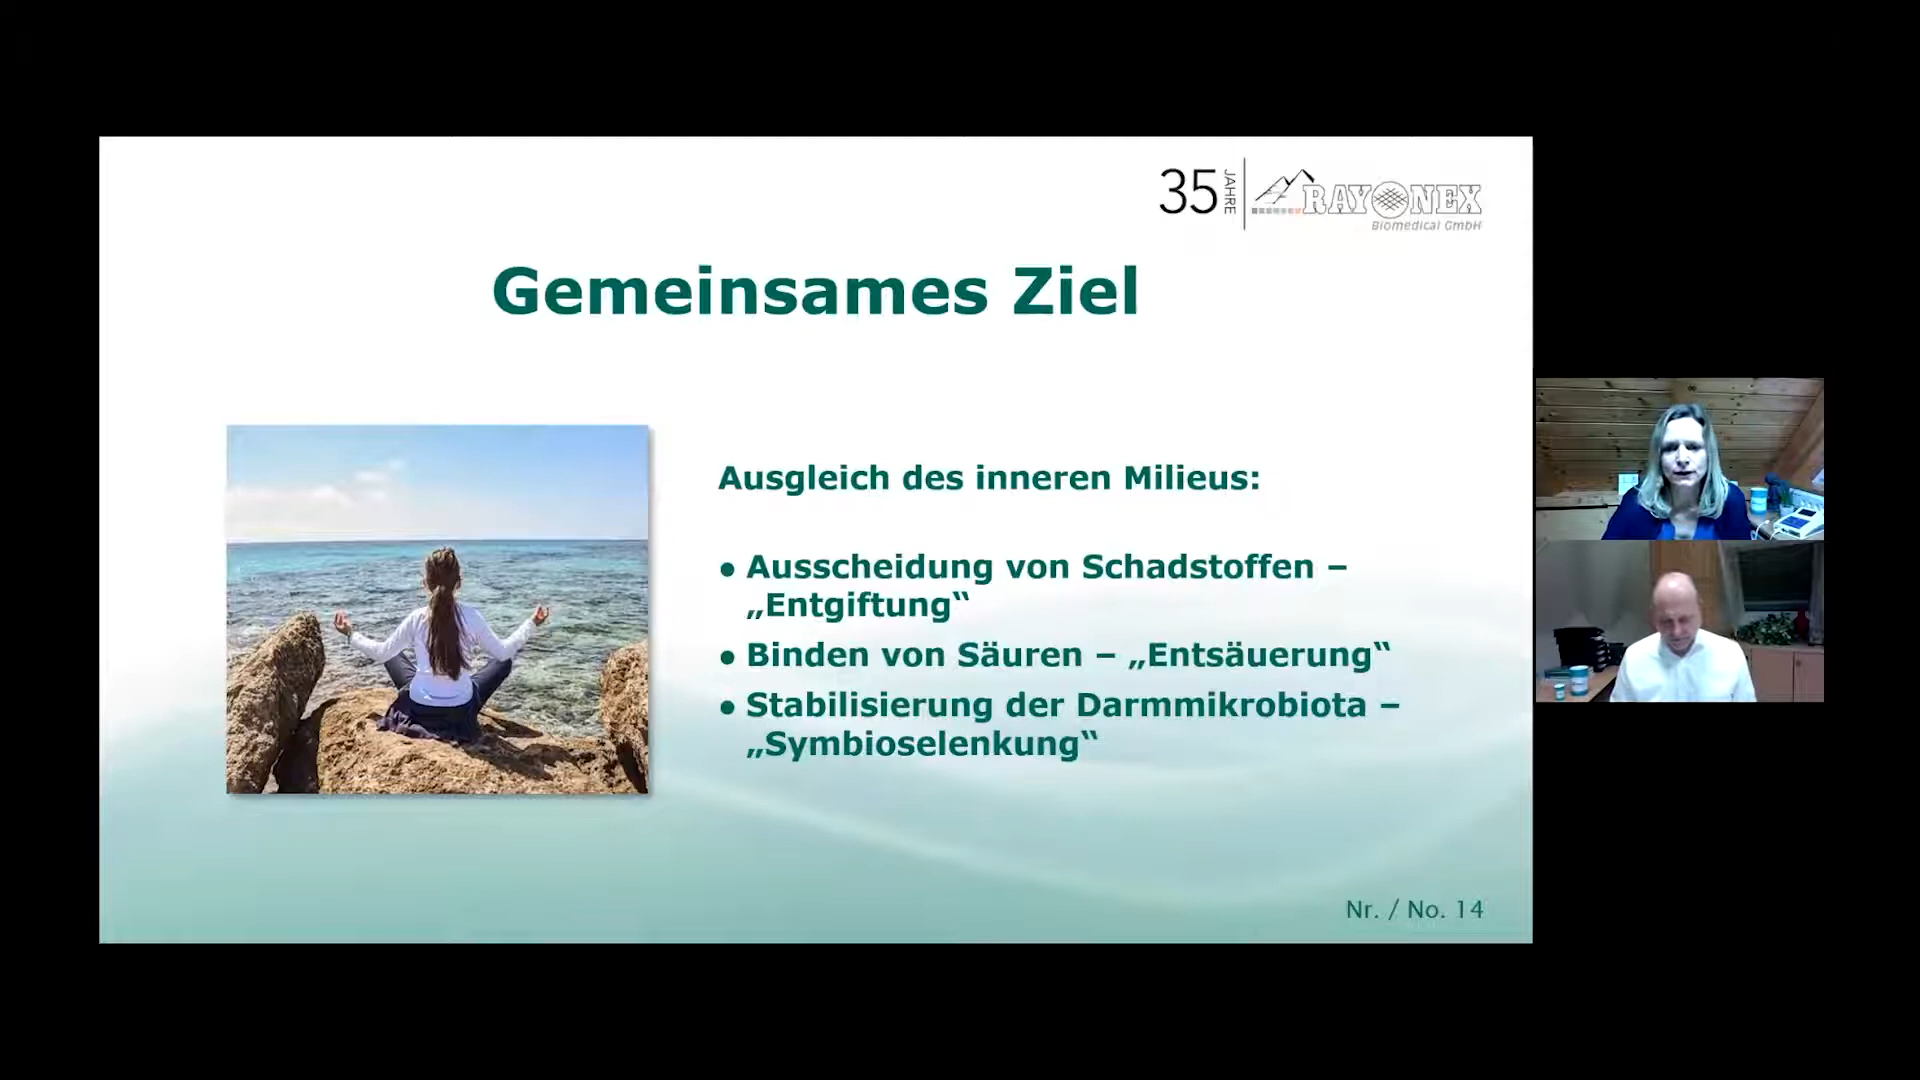 35 JAHRE
RAYONEX
Biomedical GmbH
Gemeinsames Ziel
Ausgleich des inneren Milieus:
● Ausscheidung von Schadstoffen –
„Entgiftung“
● Binden von Säuren – „Entsäuerung“
● Stabilisierung der Darmmikrobiota –
„Symbioselenkung“
Nr. / No. 14